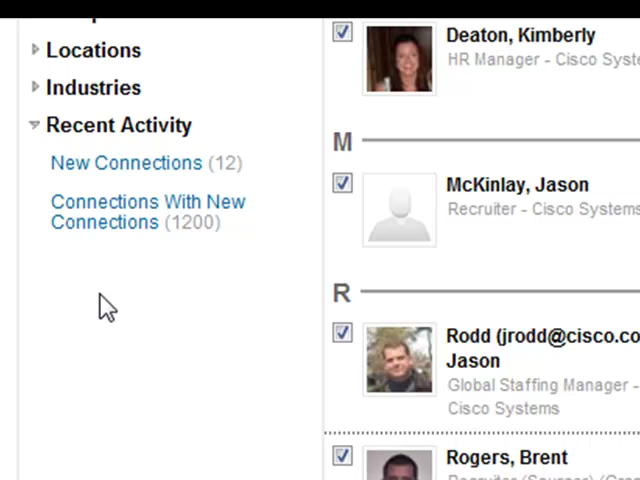 Locations
Industries
Recent Activity
New Connections (12)
Connections With New
Connections (1200)
Deaton, Kimberly
HR Manager - Cisco Syste
M
McKinlay, Jason
Recruiter - Cisco Systems
R
Rodd (jrodd@cisco.co
Jason
Global Staffing Manager -
Cisco Systems
Rogers, Brent